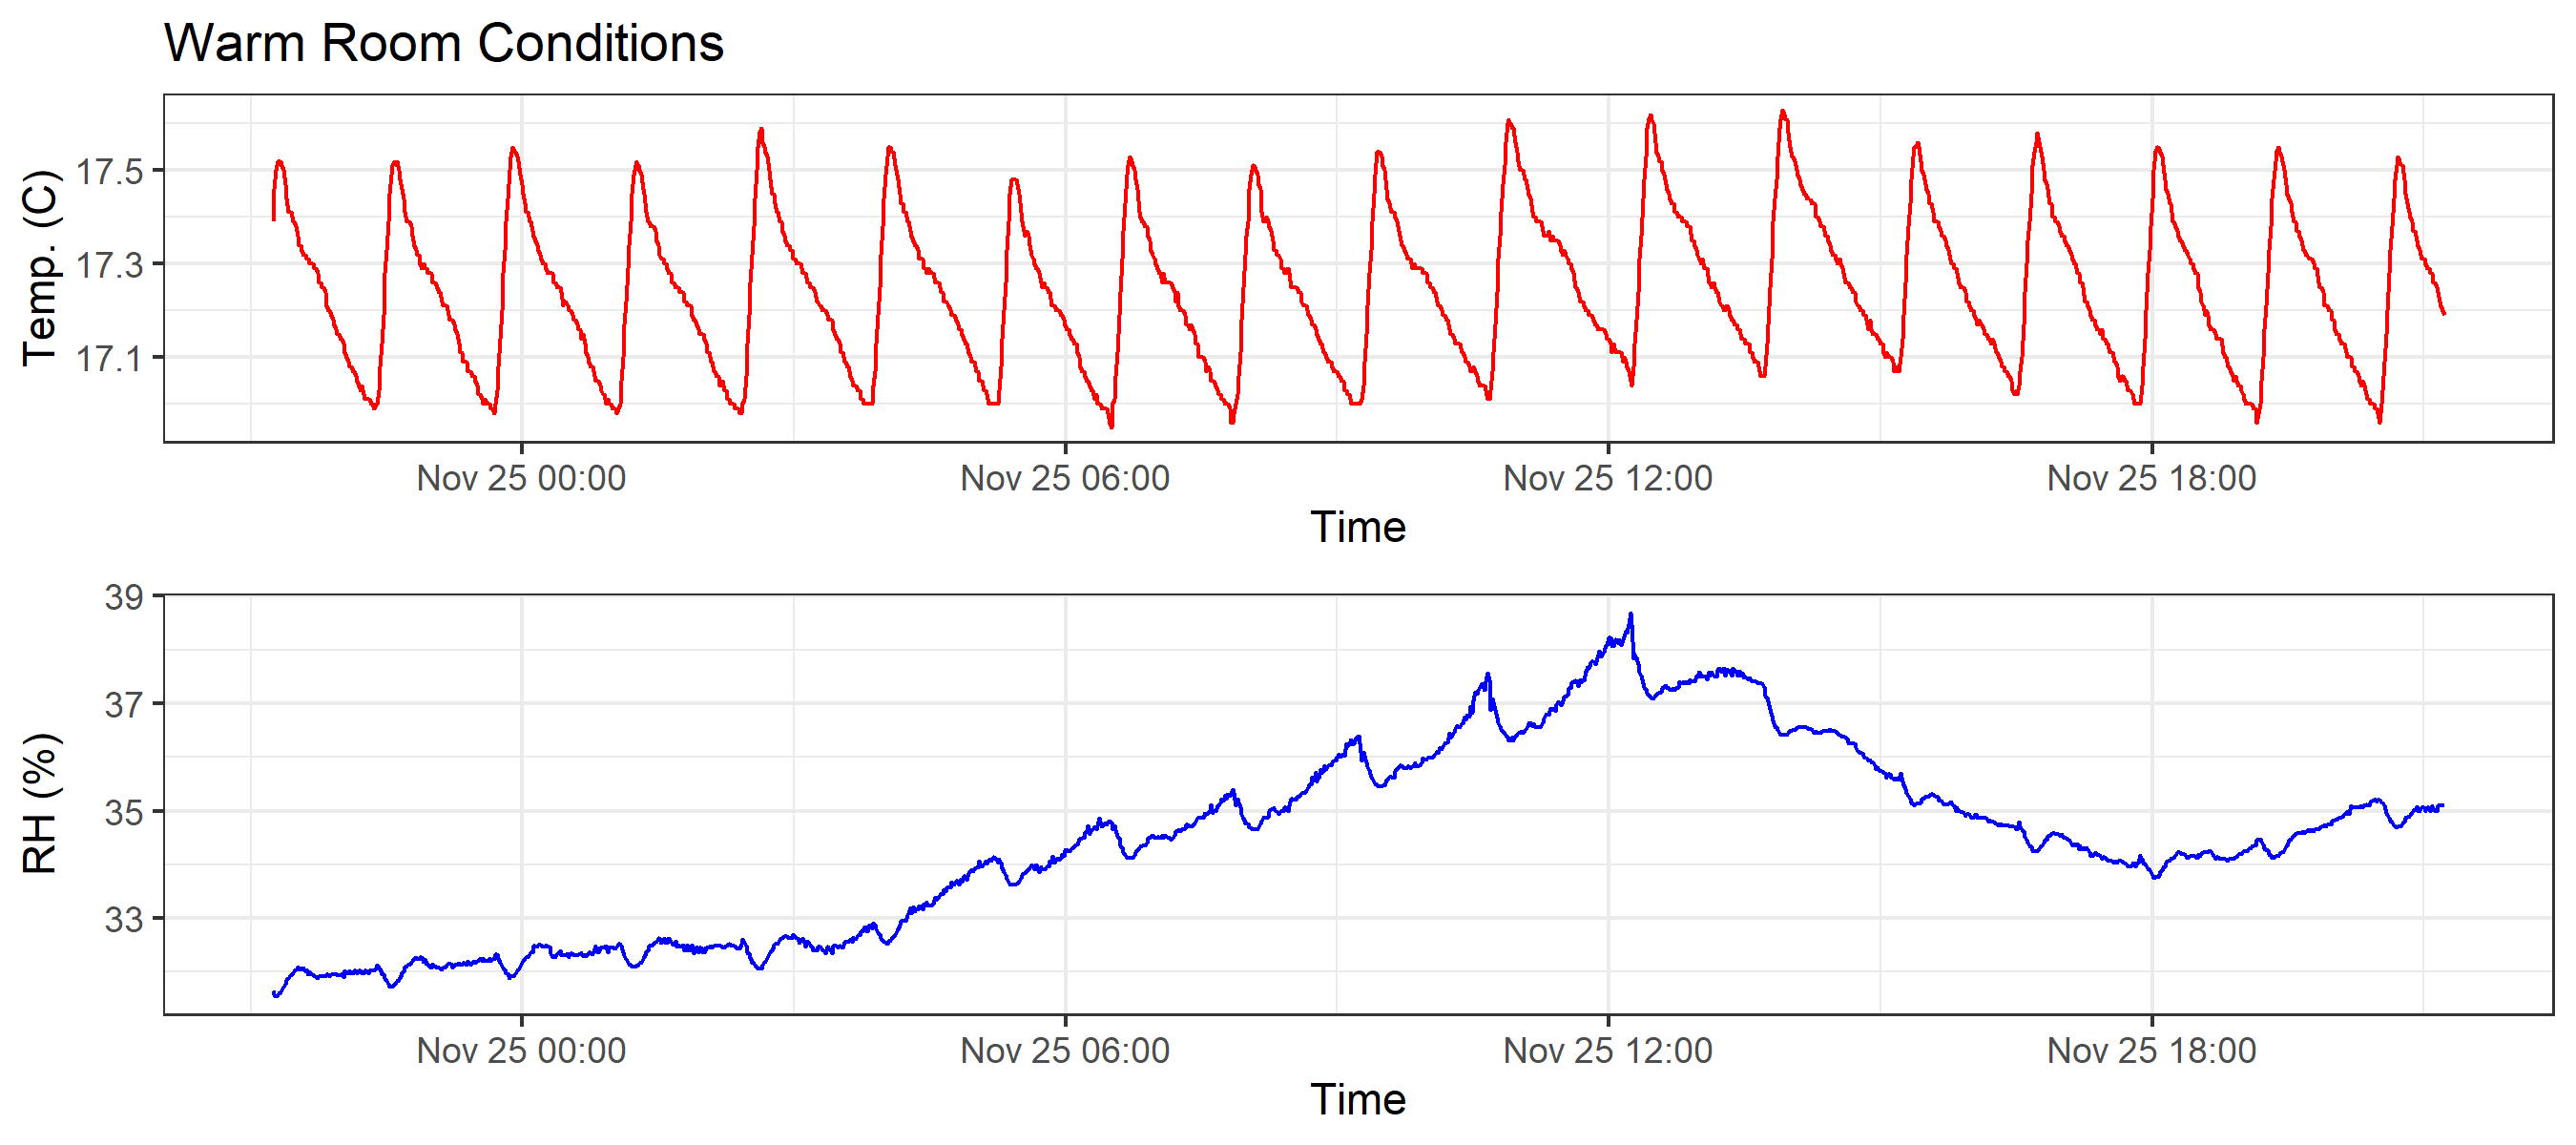 Warm Room Conditions
Temp. (C)
17.5
17.3
17.1
Nov 25 00:00 Nov 25 06:00 Nov 25 12:00 Nov 25 18:00
Time
RH (%)
39
37
35
33
Nov 25 00:00 Nov 25 06:00 Nov 25 12:00 Nov 25 18:00
Time